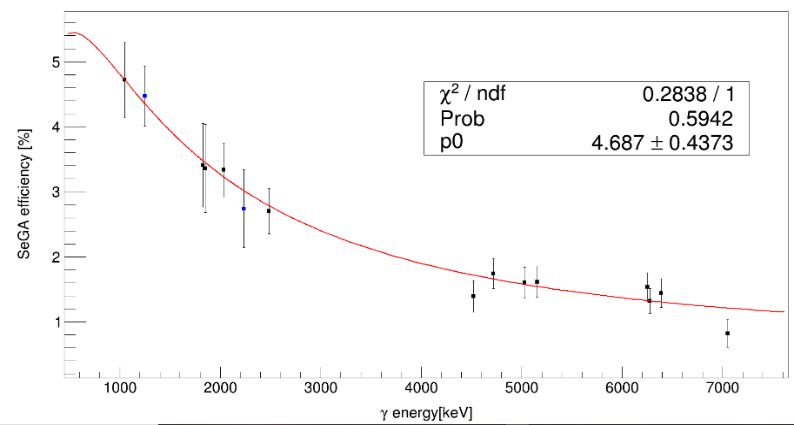 SeGA efficiency [%]
5
4
3
2
1
χ² / ndf 0.2838 / 1
Prob 0.5942
p0 4.687 ± 0.4373
1000 2000 3000 4000 5000 6000 7000
γ energy[keV]